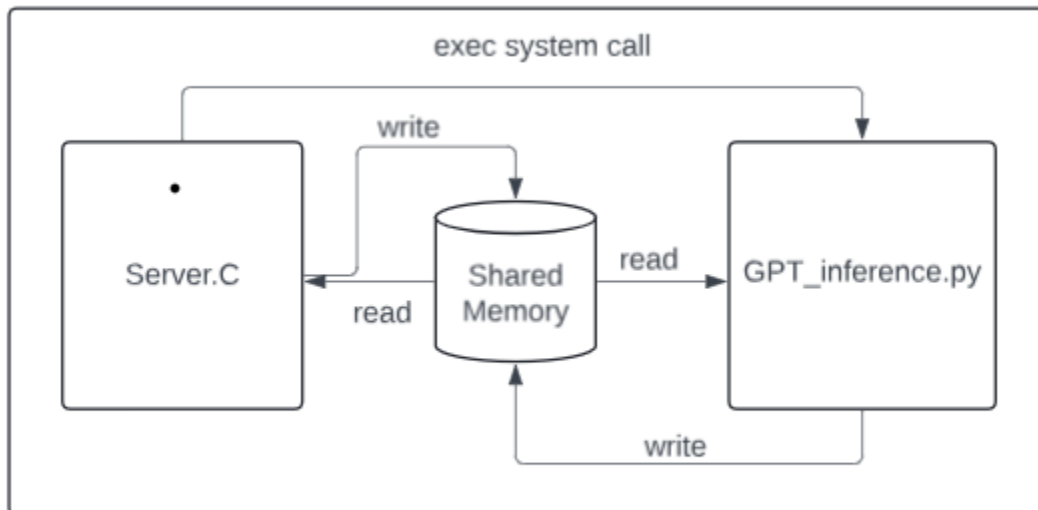 exec system call
write
Server.C
read
Shared
Memory
read
GPT_inference.py
write